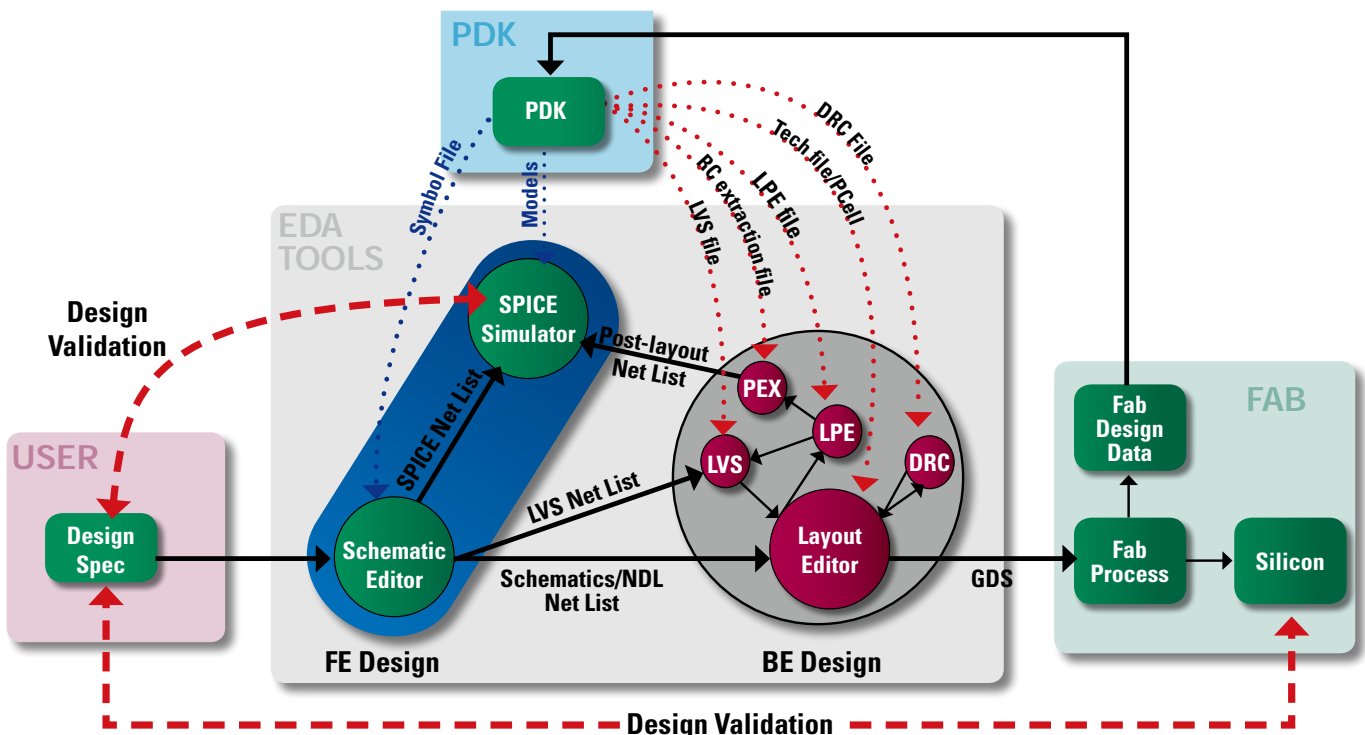 PDK
PDK
DRC File
Tech file/PCell
LPE file
RC extraction file
LVS file
Symbol File
Models
EDA
TOOLS
SPICE
Simulator
Design
Validation
Post-layout
Net List
PEX
LPE
LVS
DRC
SPICE Net List
LVS Net List
USER
Design
Spec
Schematic
Editor
Schematics/NDL
Net List
Layout
Editor
GDS
FAB
Fab
Design
Data
Fab
Process
Silicon
FE Design
BE Design
Design Validation